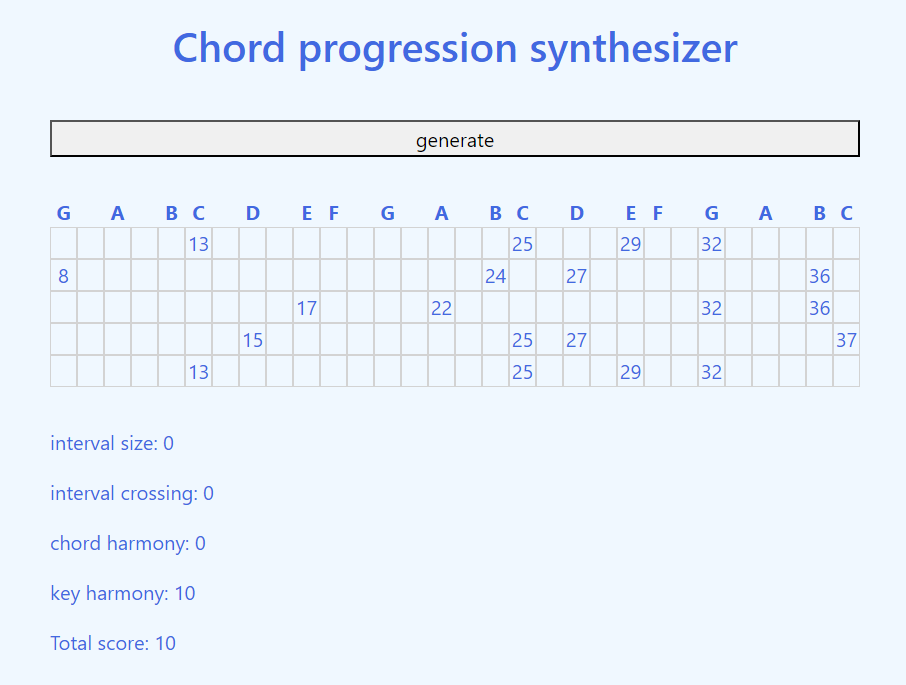 Chord progression synthesizer
generate
G A B C D E F G A B C D E F G A B C
13 25 29 32
8 24 27 36
17 22 32 36
15 25 27 37
13 25 29 32
interval size: 0
interval crossing: 0
chord harmony: 0
key harmony: 10
Total score: 10